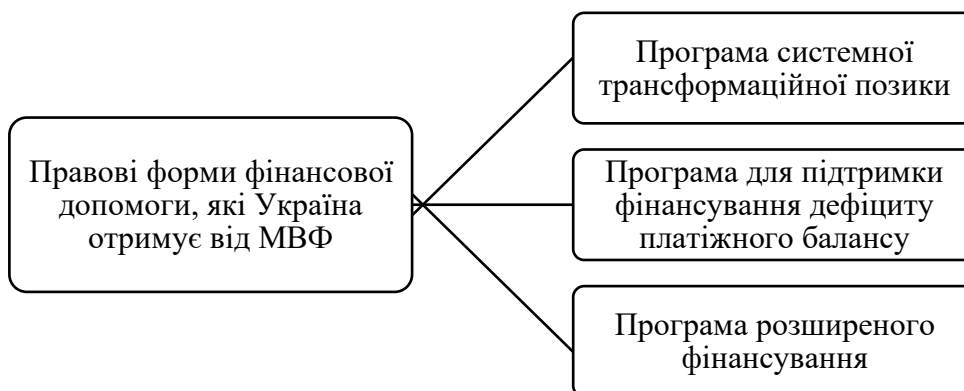 Правові форми фінансової
допомоги, які Україна
отримує від МВФ
Програма системної
трансформаційної позики
Програма для підтримки
фінансування дефіциту
платіжного балансу
Програма розширеного
фінансування